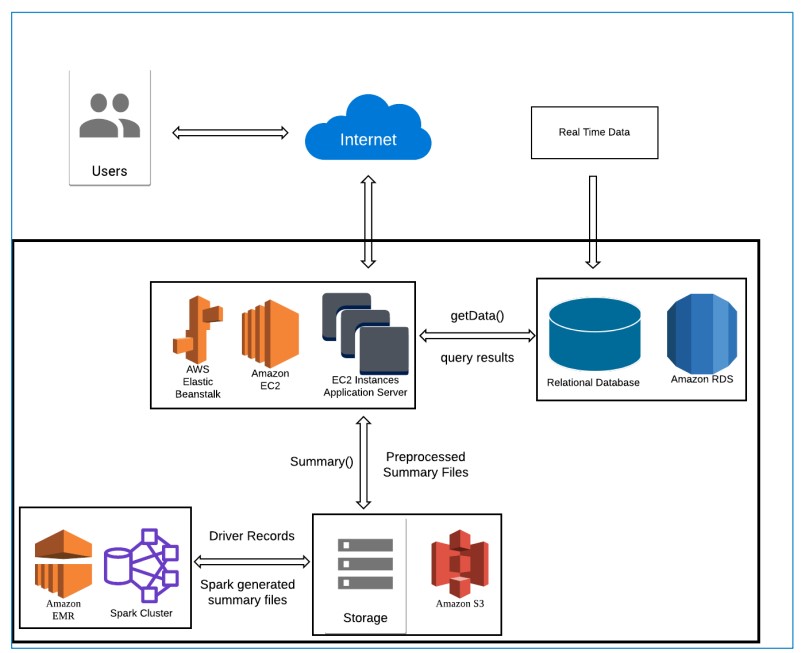 Users
Internet
Real Time Data
AWS
Elastic
Beanstalk
Amazon
EC2
EC2 Instances
Application Server
getData()
query results
Relational Database
Amazon RDS
Summary()
Preprocessed
Summary Files
Amazon
EMR
Spark Cluster
Driver Records
Spark generated
summary files
Storage
Amazon S3